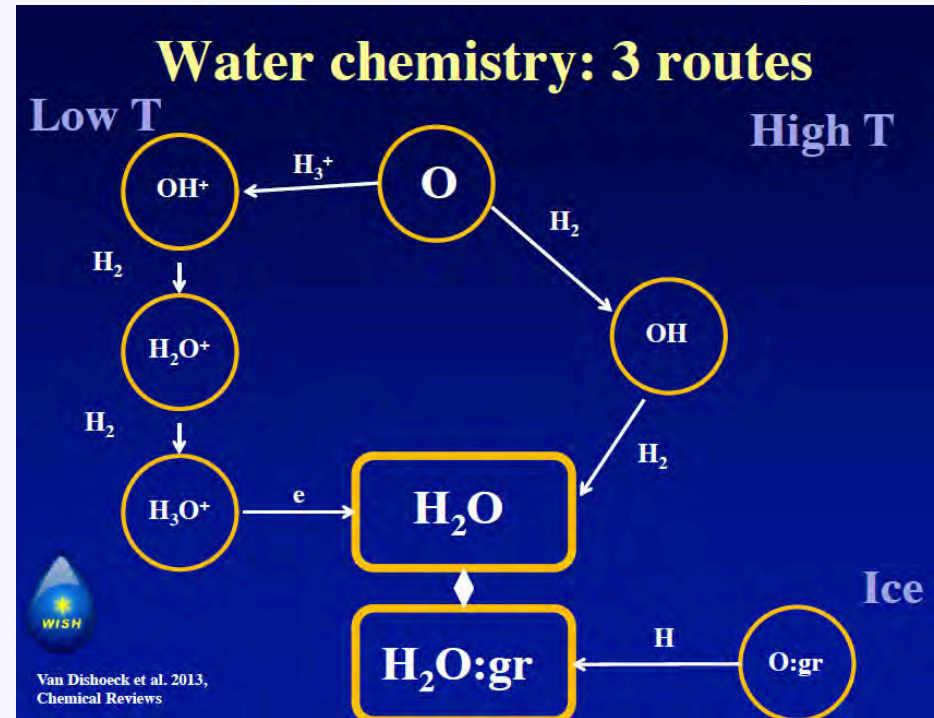 Water chemistry: 3 routes
Low T
High T
OH⁺
H₃⁺
O
H₂
H₂
OH
H₂O⁺
H₂
H₂
H₃O⁺
e
H₂O
Ice
WISH
H₂O:gr
H
O:gr
Van Dishoeck et al. 2013,
Chemical Reviews